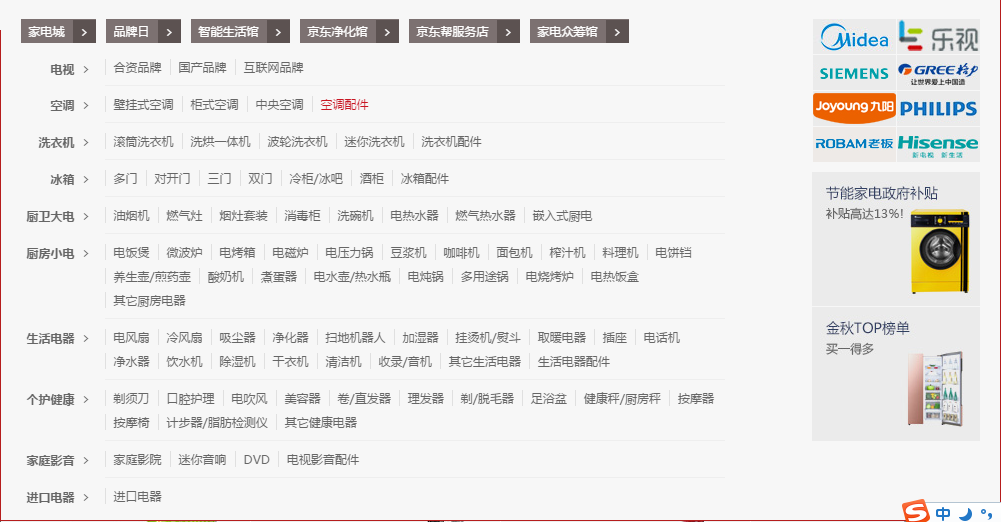 家电城 > 品牌日 > 智能生活馆 > 京东净化馆 > 京东帮服务店 > 家电众筹馆 >
电视 > 合资品牌 国产品牌 互联网品牌
空调 > 壁挂式空调 柜式空调 中央空调 空调配件
洗衣机 > 滚筒洗衣机 洗烘一体机 波轮洗衣机 迷你洗衣机 洗衣机配件
冰箱 > 多门 对开门 三门 双门 冷柜/冰吧 酒柜 冰箱配件
厨卫大电 > 油烟机 燃气灶 烟灶套装 消毒柜 洗碗机 电热水器 燃气热水器 嵌入式厨电
厨房小电 > 电饭煲 微波炉 电烤箱 电磁炉 电压力锅 豆浆机 咖啡机 面包机 榨汁机 料理机 电饼铛
养生壶/煎药壶 酸奶机 煮蛋器 电水壶/热水瓶 电炖锅 多用途锅 电烧烤炉 电热饭盒
其它厨房电器
生活电器 > 电风扇 冷风扇 吸尘器 净化器 扫地机器人 加湿器 挂烫机/熨斗 取暖电器 插座 电话机
净水器 饮水机 除湿机 干衣机 清洁机 收录/音机 其它生活电器 生活电器配件
个护健康 > 剃须刀 口腔护理 电吹风 美容器 卷/直发器 理发器 剃/脱毛器 足浴盆 健康秤/厨房秤 按摩器
按摩椅 计步器/脂肪检测仪 其它健康电器
家庭影音 > 家庭影院 迷你音响 DVD 电视影音配件
进口电器 > 进口电器
Midea 乐视
SIEMENS GREE格力
让世界爱上中国造
Joyoung九阳 PHILIPS
ROBAM老板 Hisense
新电视 新生活
节能家电政府补贴
补贴高达13%!
金秋TOP榜单
买一得多
S 中